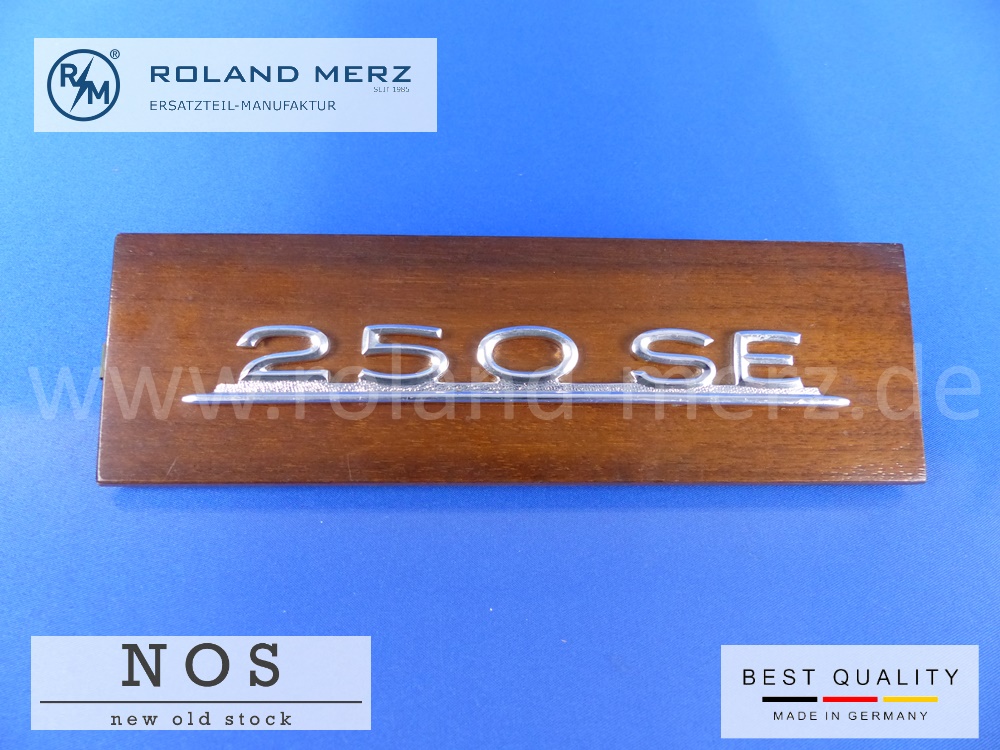 RM®
ROLAND MERZ
SEIT 1985
ERSATZTEIL-MANUFAKTUR
250 SE
www.roland-merz.de
NOS
new old stock
BEST QUALITY
MADE IN GERMANY